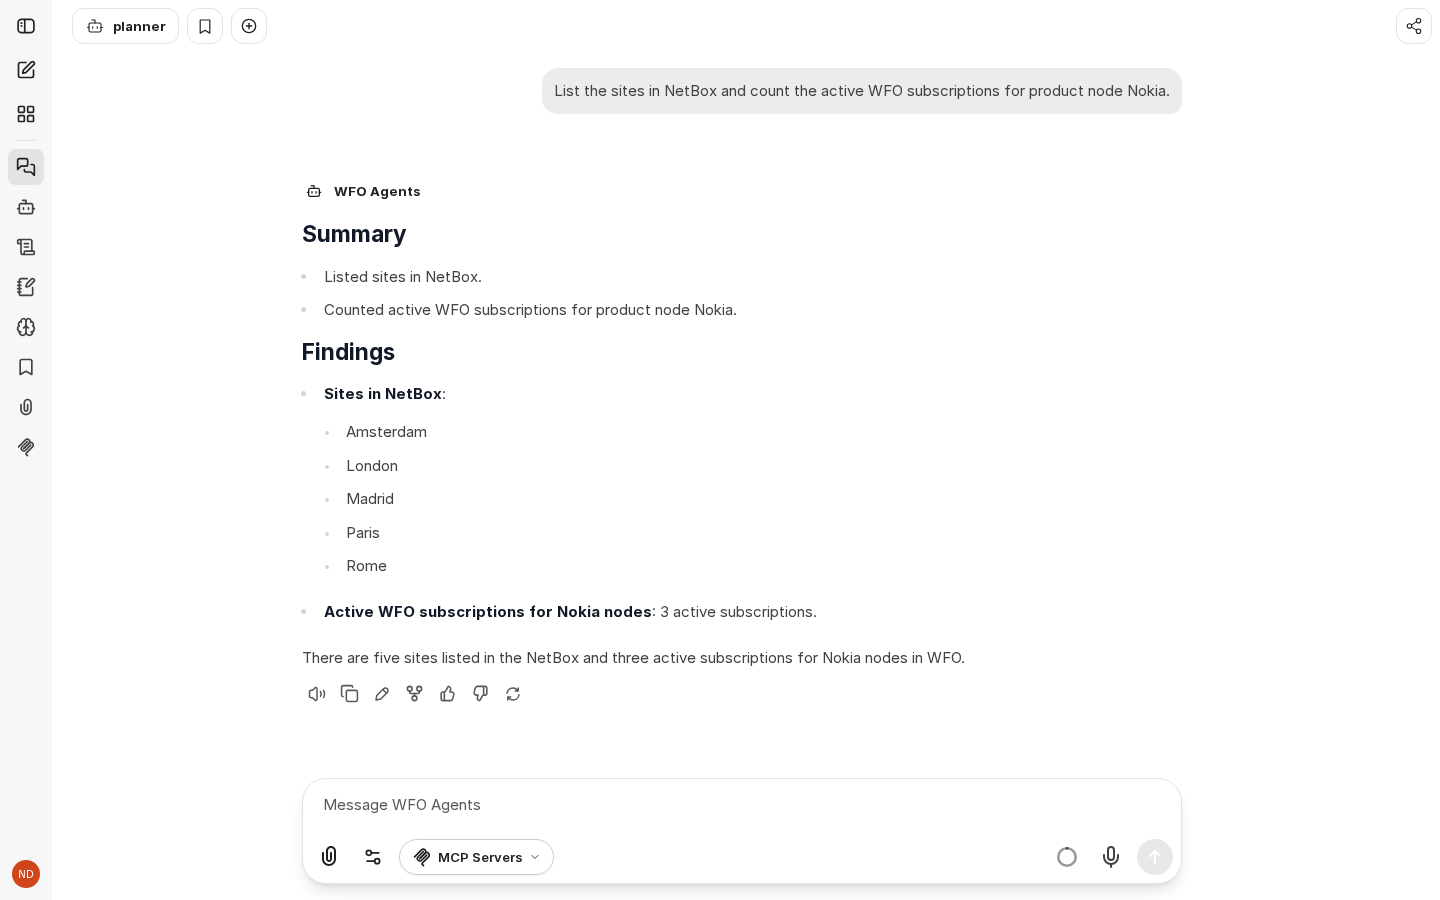 planner
List the sites in NetBox and count the active WFO subscriptions for product node Nokia.
WFO Agents
Summary
Listed sites in NetBox.
Counted active WFO subscriptions for product node Nokia.
Findings
Sites in NetBox:
Amsterdam
London
Madrid
Paris
Rome
Active WFO subscriptions for Nokia nodes: 3 active subscriptions.
There are five sites listed in the NetBox and three active subscriptions for Nokia nodes in WFO.
Message WFO Agents
MCP Servers
ND